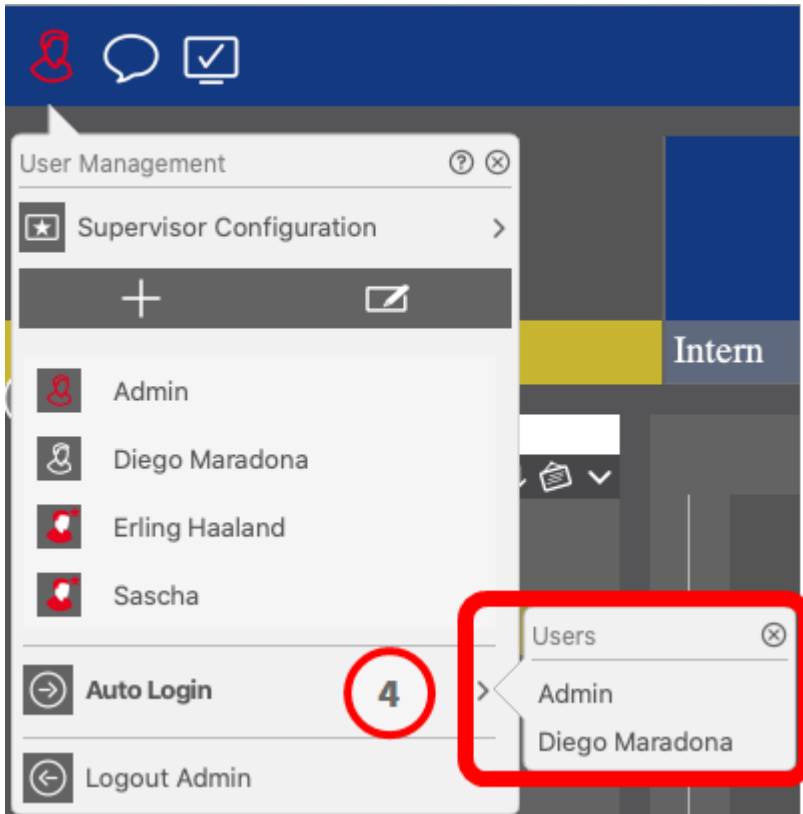 User Management
Supervisor Configuration
Intern
Admin
Diego Maradona
Erling Haaland
Sascha
Users
Auto Login
4
Admin
Diego Maradona
Logout Admin